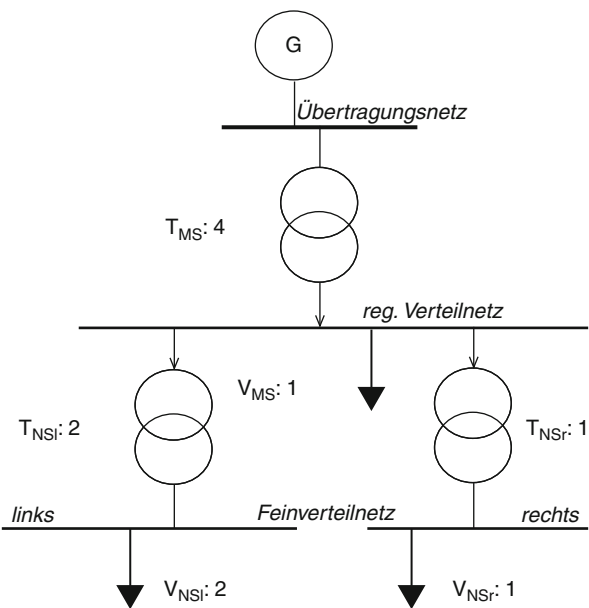 G
Übertragungsnetz
T_MS: 4
reg. Verteilnetz
V_MS: 1
T_NSl: 2
T_NSr: 1
links
Feinverteilnetz
rechts
V_NSl: 2
V_NSr: 1